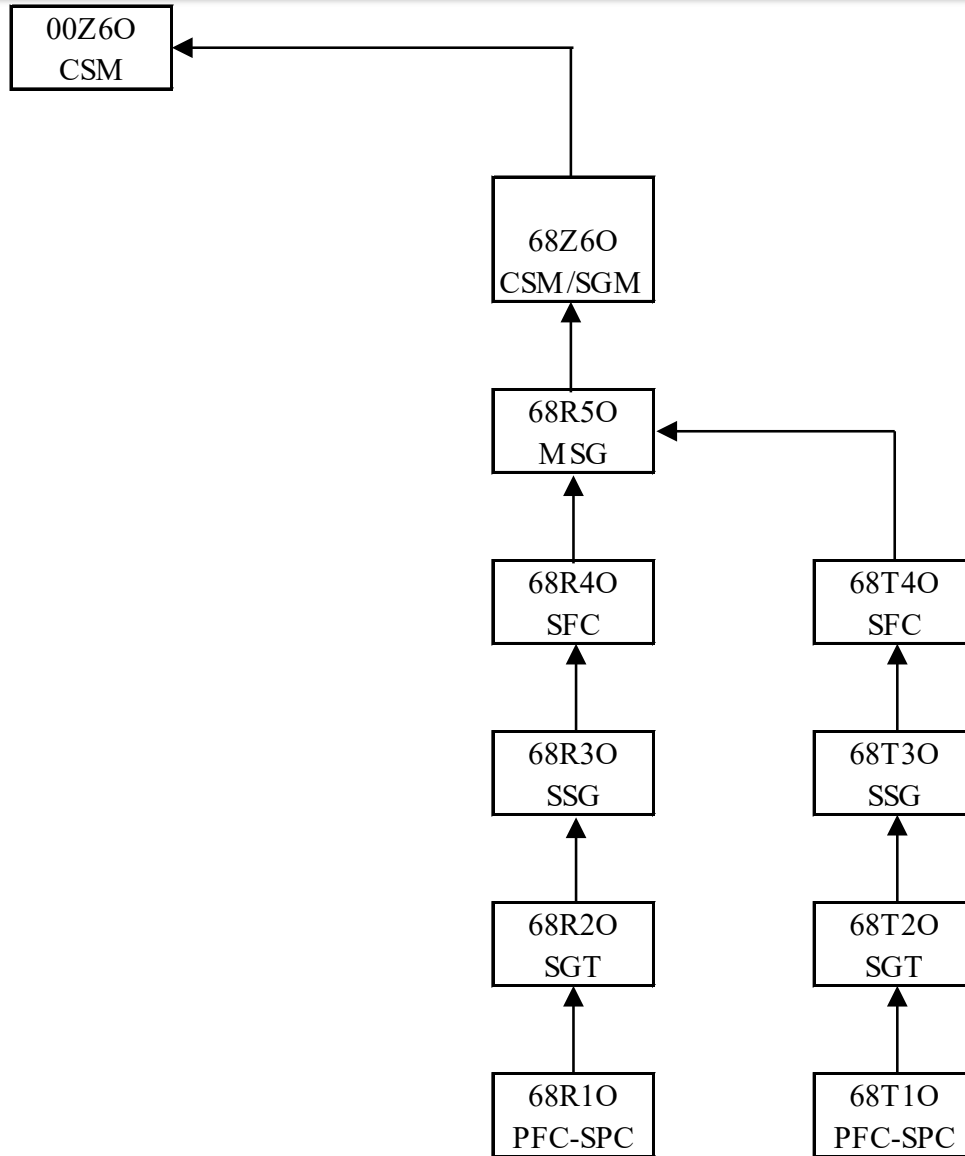 00Z6O
CSM
68Z6O
CSM/SGM
68R5O
MSG
68R4O
SFC
68T4O
SFC
68R3O
SSG
68T3O
SSG
68R2O
SGT
68T2O
SGT
68R1O
PFC-SPC
68T1O
PFC-SPC